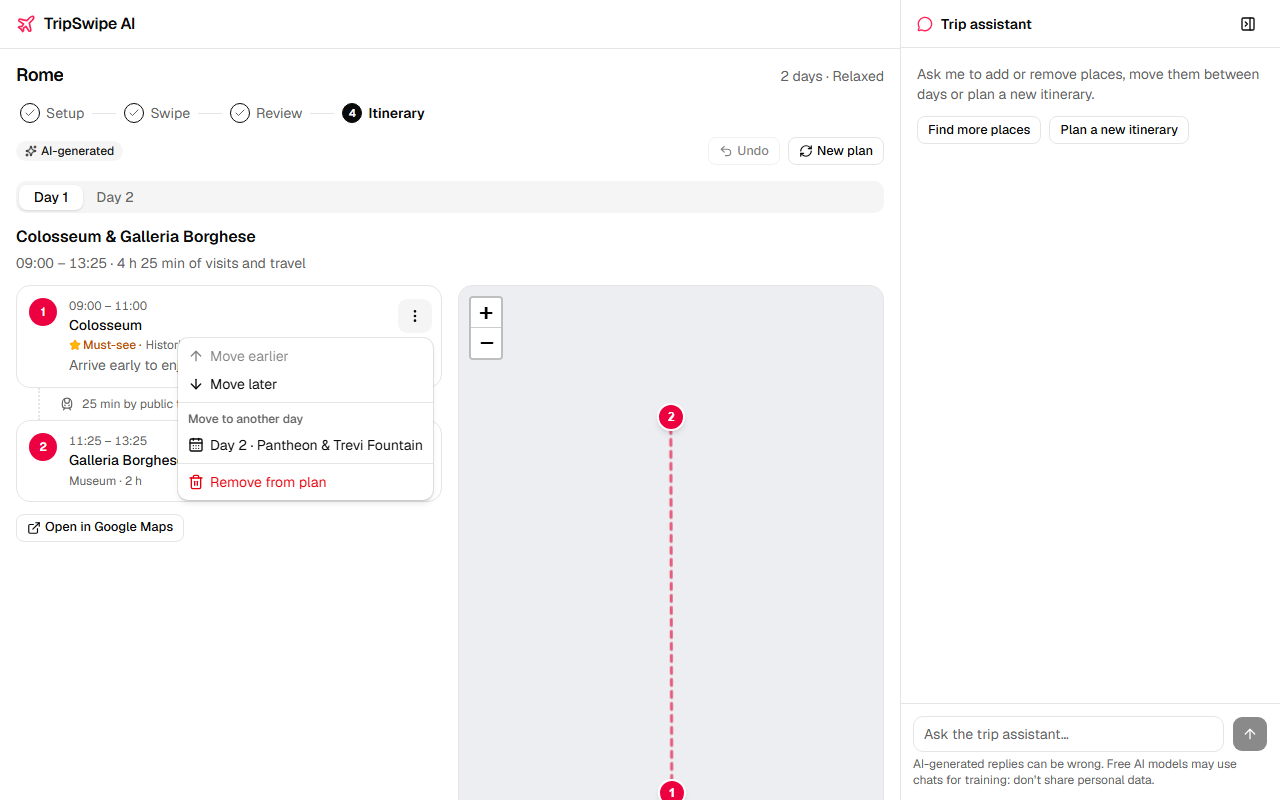 TripSwipe AI
Rome
2 days · Relaxed
Setup
Swipe
Review
4 Itinerary
AI-generated
Undo
New plan
Day 1
Day 2
Colosseum & Galleria Borghese
09:00 – 13:25 · 4 h 25 min of visits and travel
1
09:00 – 11:00
Colosseum
Must-see ·
Arrive early to
25 min by public
2
11:25 – 13:25
Galleria
Museum · 2 h
Move earlier
Move later
Move to another day
Day 2 · Pantheon & Trevi Fountain
Remove from plan
Open in Google Maps
+
−
2
1
Trip assistant
Ask me to add or remove places, move them between
days or plan a new itinerary.
Find more places
Plan a new itinerary
Ask the trip assistant...
AI-generated replies can be wrong. Free AI models may use
chats for training: don't share personal data.